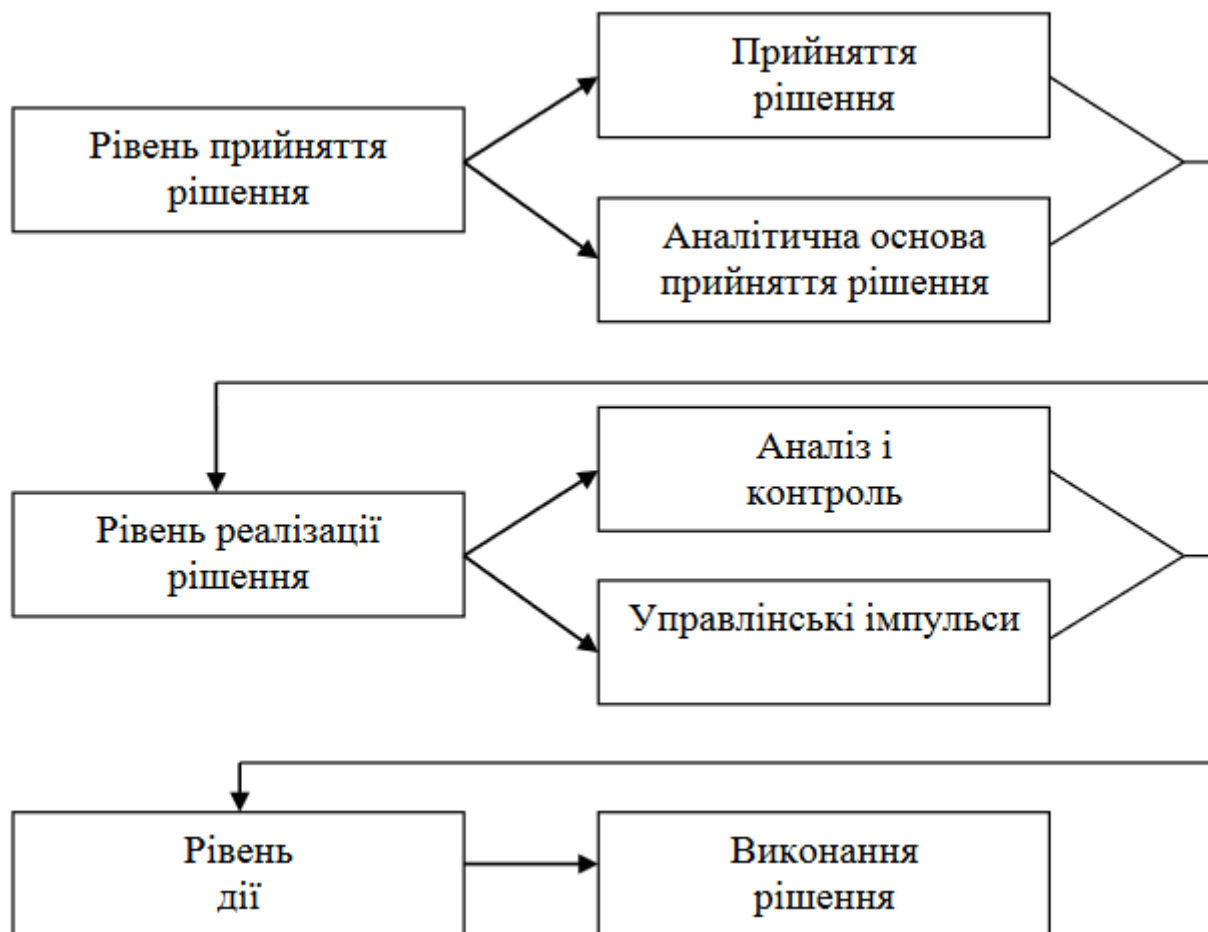 Прийняття
рішення
Рівень прийняття
рішення
Аналітична основа
прийняття рішення
Аналіз і
контроль
Рівень реалізації
рішення
Управлінські імпульси
Рівень
дії
Виконання
рішення